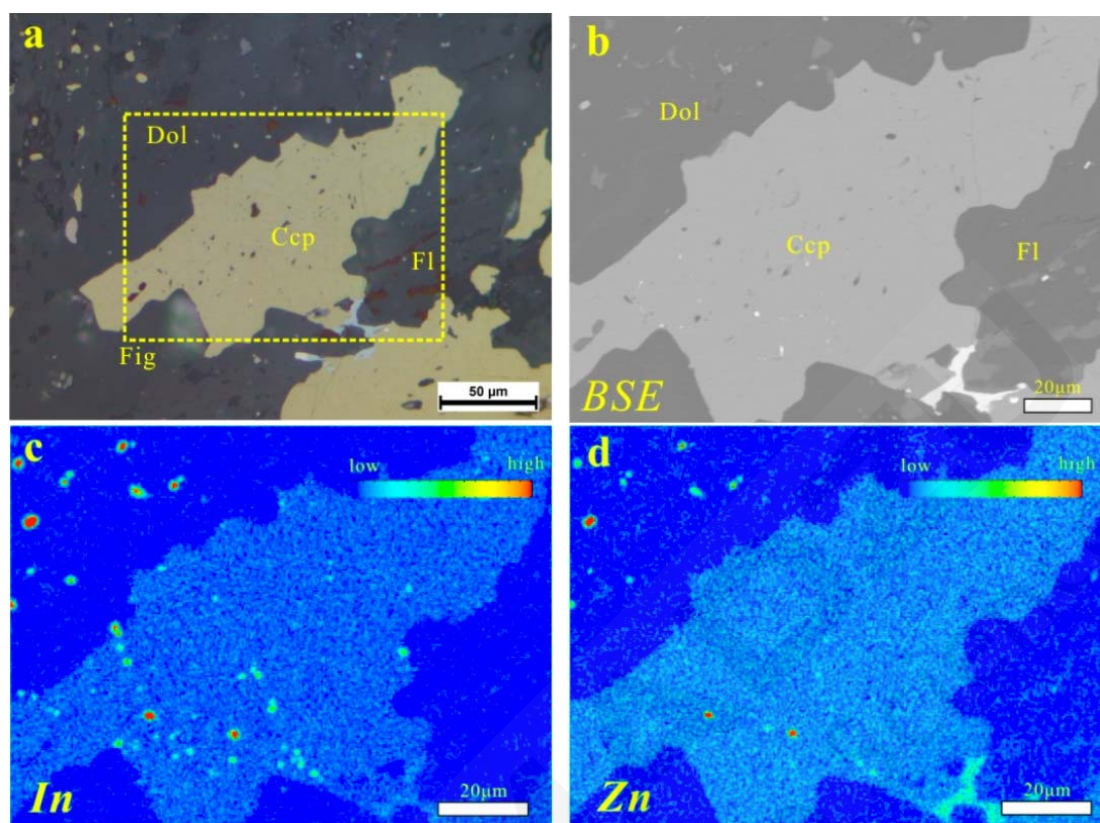 a
Dol
Ccp
Fl
Fig
50 µm
b
Dol
Ccp
Fl
BSE
20µm
c
low
high
In
20µm
d
low
high
Zn
20µm